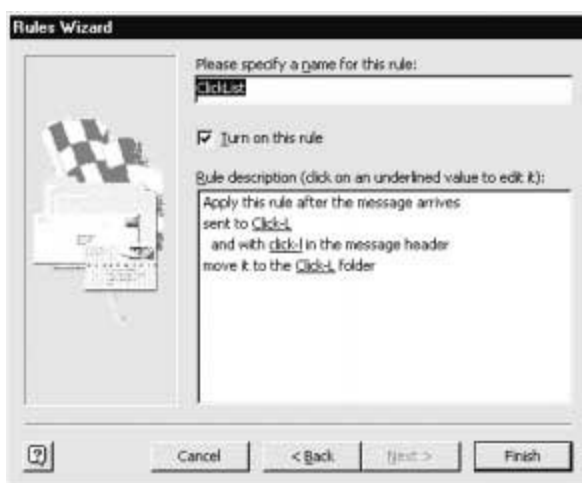 Rules Wizard
Please specify a name for this rule:
ClickList
Turn on this rule
Rule description (click on an underlined value to edit it):
Apply this rule after the message arrives
sent to Click-L
and with click-l in the message header
move it to the Click-L folder
Cancel
< Back
Next >
Finish